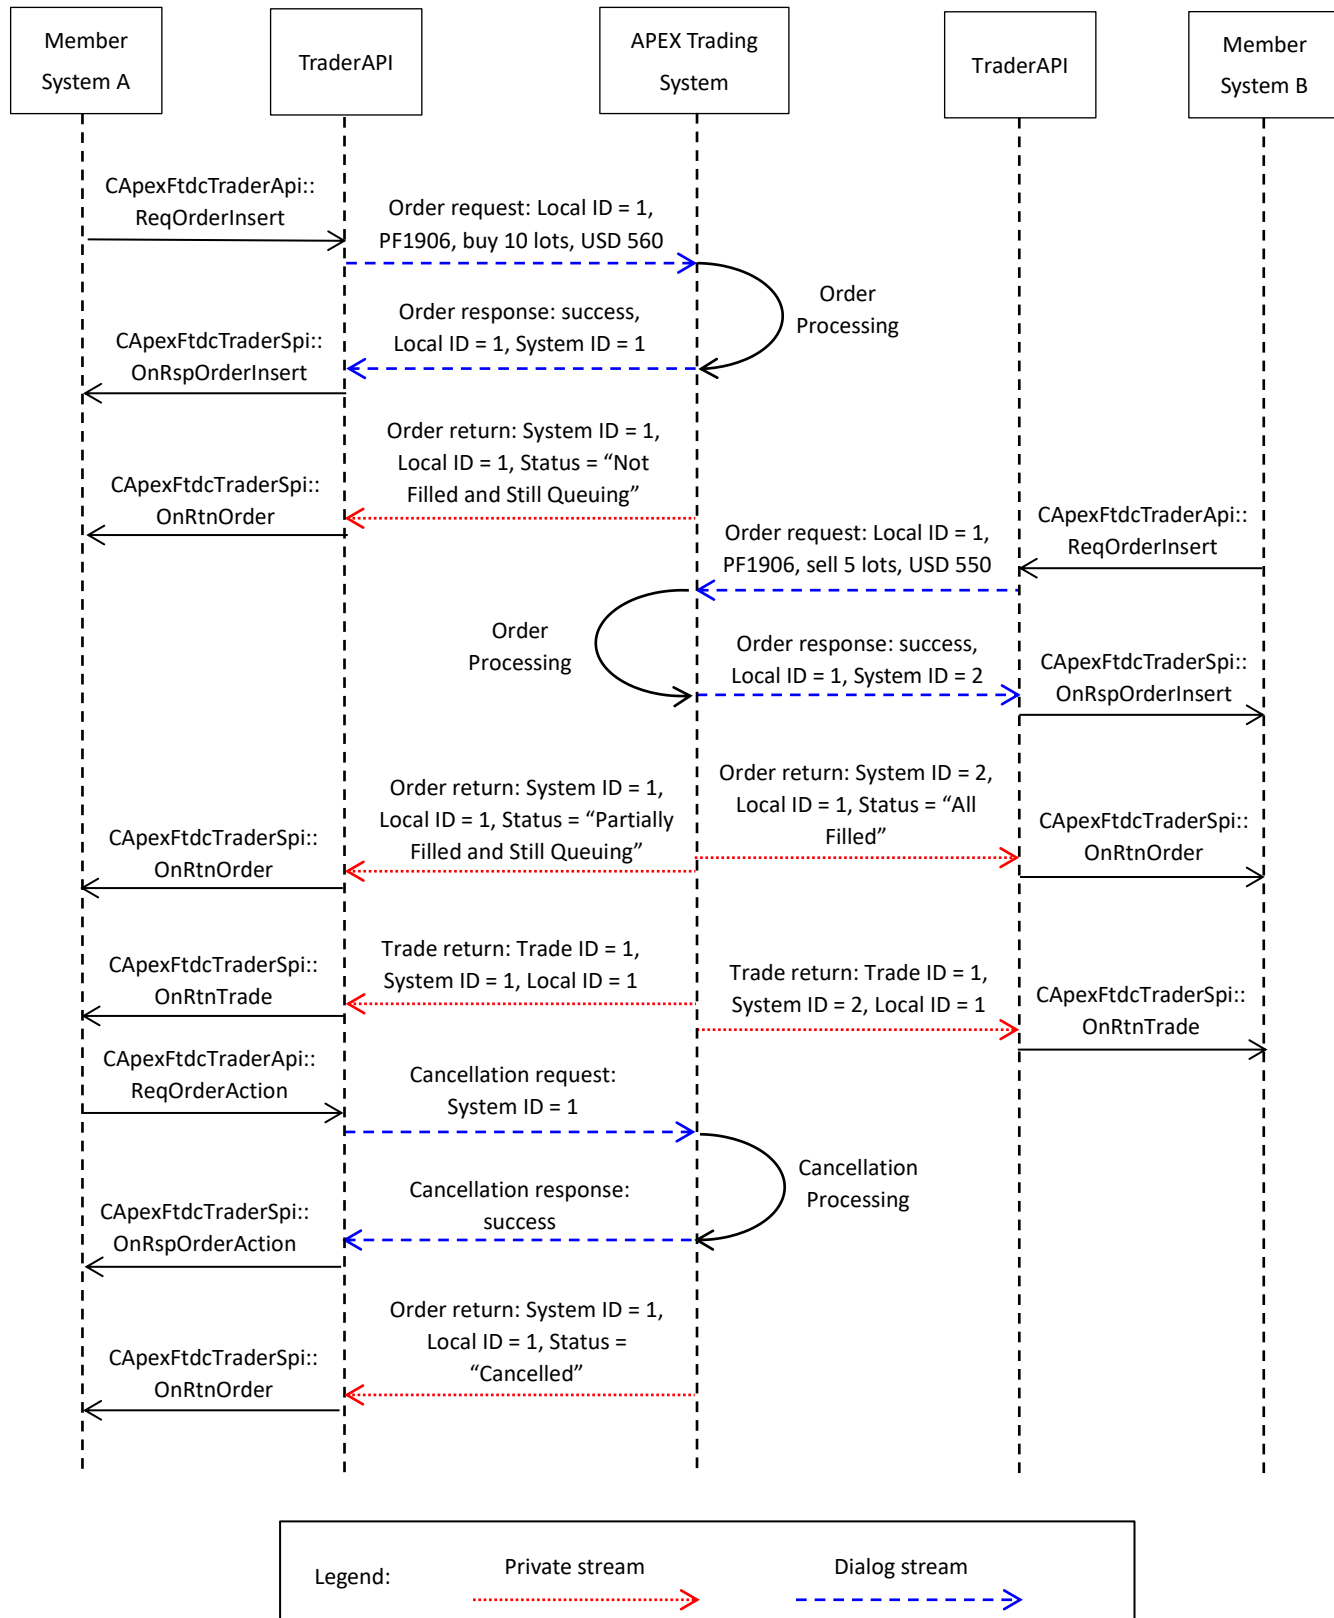 Member
System A
TraderAPI
APEX Trading
System
TraderAPI
Member
System B
CApexFtdcTraderApi::
ReqOrderInsert
Order request: Local ID = 1,
PF1906, buy 10 lots, USD 560
Order
Processing
Order response: success,
Local ID = 1, System ID = 1
CApexFtdcTraderSpi::
OnRspOrderInsert
Order return: System ID = 1,
Local ID = 1, Status = “Not
Filled and Still Queuing”
CApexFtdcTraderSpi::
OnRtnOrder
CApexFtdcTraderApi::
ReqOrderInsert
Order request: Local ID = 1,
PF1906, sell 5 lots, USD 550
Order
Processing
Order response: success,
Local ID = 1, System ID = 2
CApexFtdcTraderSpi::
OnRspOrderInsert
Order return: System ID = 1,
Local ID = 1, Status = “Partially
Filled and Still Queuing”
CApexFtdcTraderSpi::
OnRtnOrder
Order return: System ID = 2,
Local ID = 1, Status = “All
Filled”
CApexFtdcTraderSpi::
OnRtnOrder
Trade return: Trade ID = 1,
System ID = 1, Local ID = 1
CApexFtdcTraderSpi::
OnRtnTrade
Trade return: Trade ID = 1,
System ID = 2, Local ID = 1
CApexFtdcTraderSpi::
OnRtnTrade
CApexFtdcTraderApi::
ReqOrderAction
Cancellation request:
System ID = 1
Cancellation
Processing
Cancellation response:
success
CApexFtdcTraderSpi::
OnRspOrderAction
Order return: System ID = 1,
Local ID = 1, Status =
“Cancelled”
CApexFtdcTraderSpi::
OnRtnOrder
Legend:
Private stream
Dialog stream